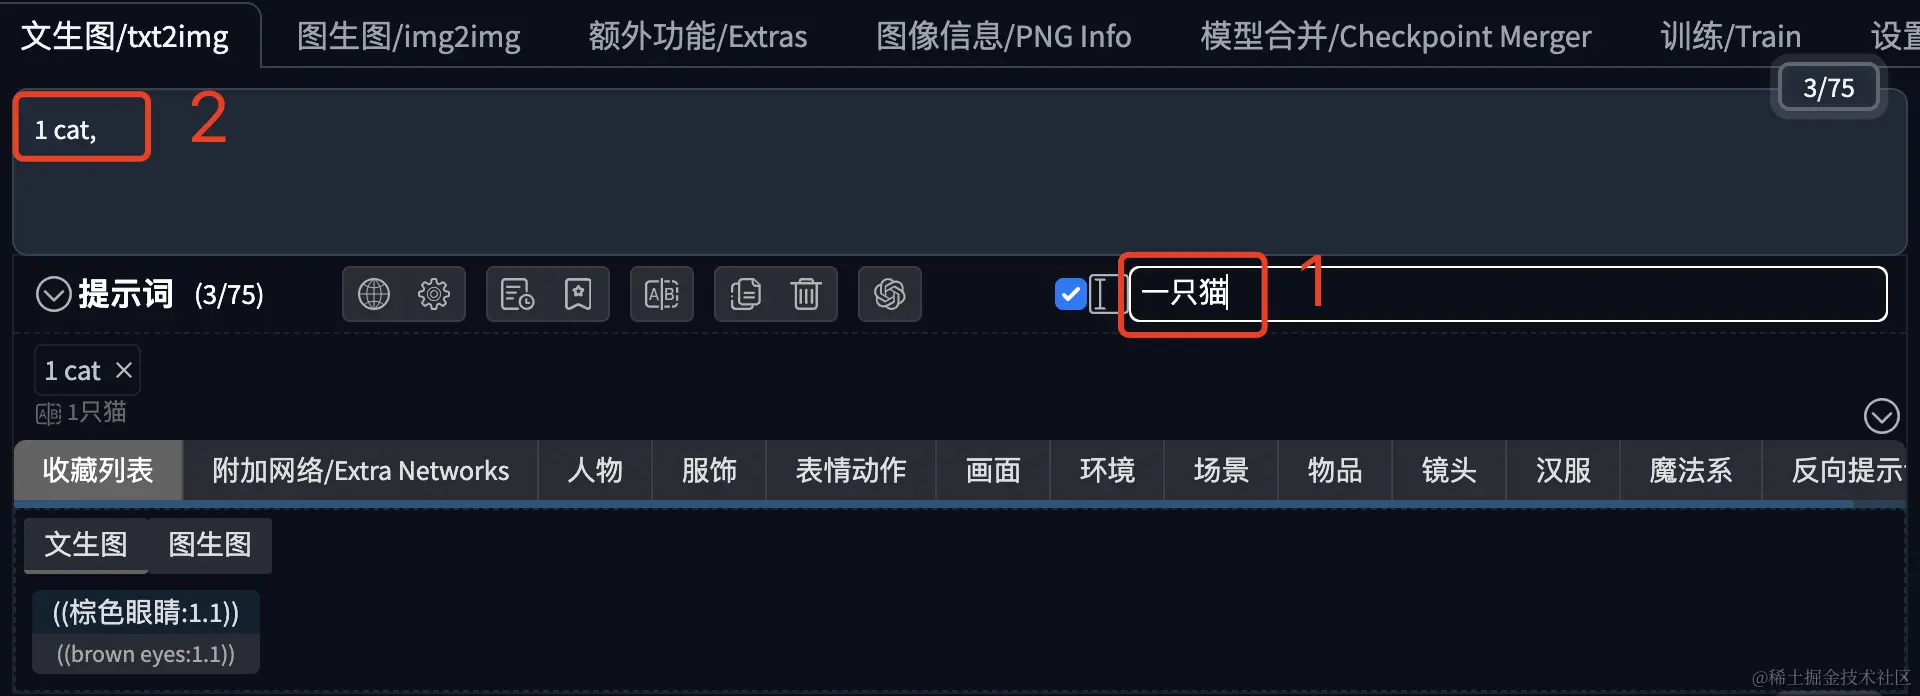 文生图/txt2img 图生图/img2img 额外功能/Extras 图像信息/PNG Info 模型合并/Checkpoint Merger 训练/Train 设置
3/75
1 cat,
2
提示词 (3/75)
一只猫
1
1 cat ×
1只猫
收藏列表 附加网络/Extra Networks 人物 服饰 表情动作 画面 环境 场景 物品 镜头 汉服 魔法系 反向提示
文生图 图生图
((棕色眼睛:1.1))
((brown eyes:1.1))
@稀土掘金技术社区